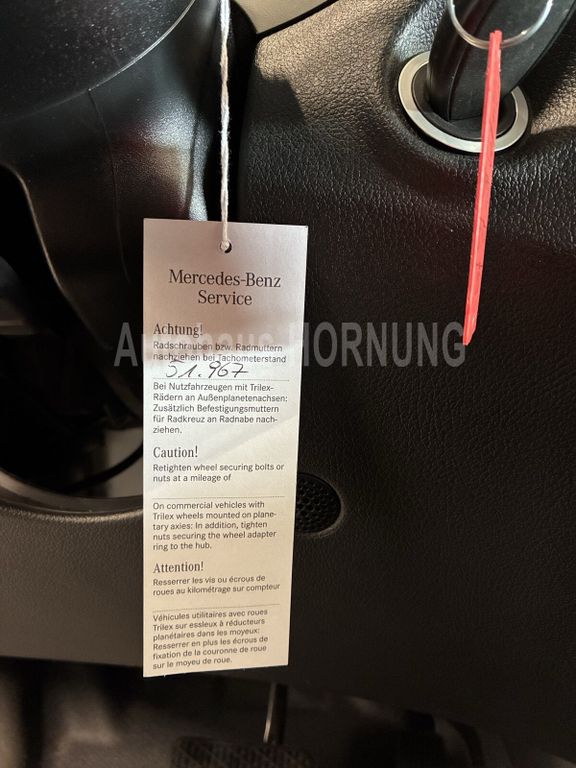 Mercedes-Benz
Service
Achtung!
Radschrauben bzw. Radmuttern
nachziehen bei Tachometerstand
51.967
Bei Nutzfahrzeugen mit Trilex-
Rädern an Außenplanetenachsen:
Zusätzlich Befestigungsmuttern
für Radkreuz an Radnabe nach-
ziehen.
Caution!
Retighten wheel securing bolts or
nuts at a mileage of
On commercial vehicles with
Trilex wheels mounted on plane-
tary axies: In addition, tighten
nuts securing the wheel adapter
ring to the hub.
Attention!
Resserrer les vis ou écrous de
roues au kilométrage sur compteur
Véhicules utilitaires avec roues
Trilex sur essieux à réducteurs
planétaires dans les moyeux:
Resserrer en plus les écrous de
fixation de la couronne de roue
sur le moyeu de roue.
HORNUNG